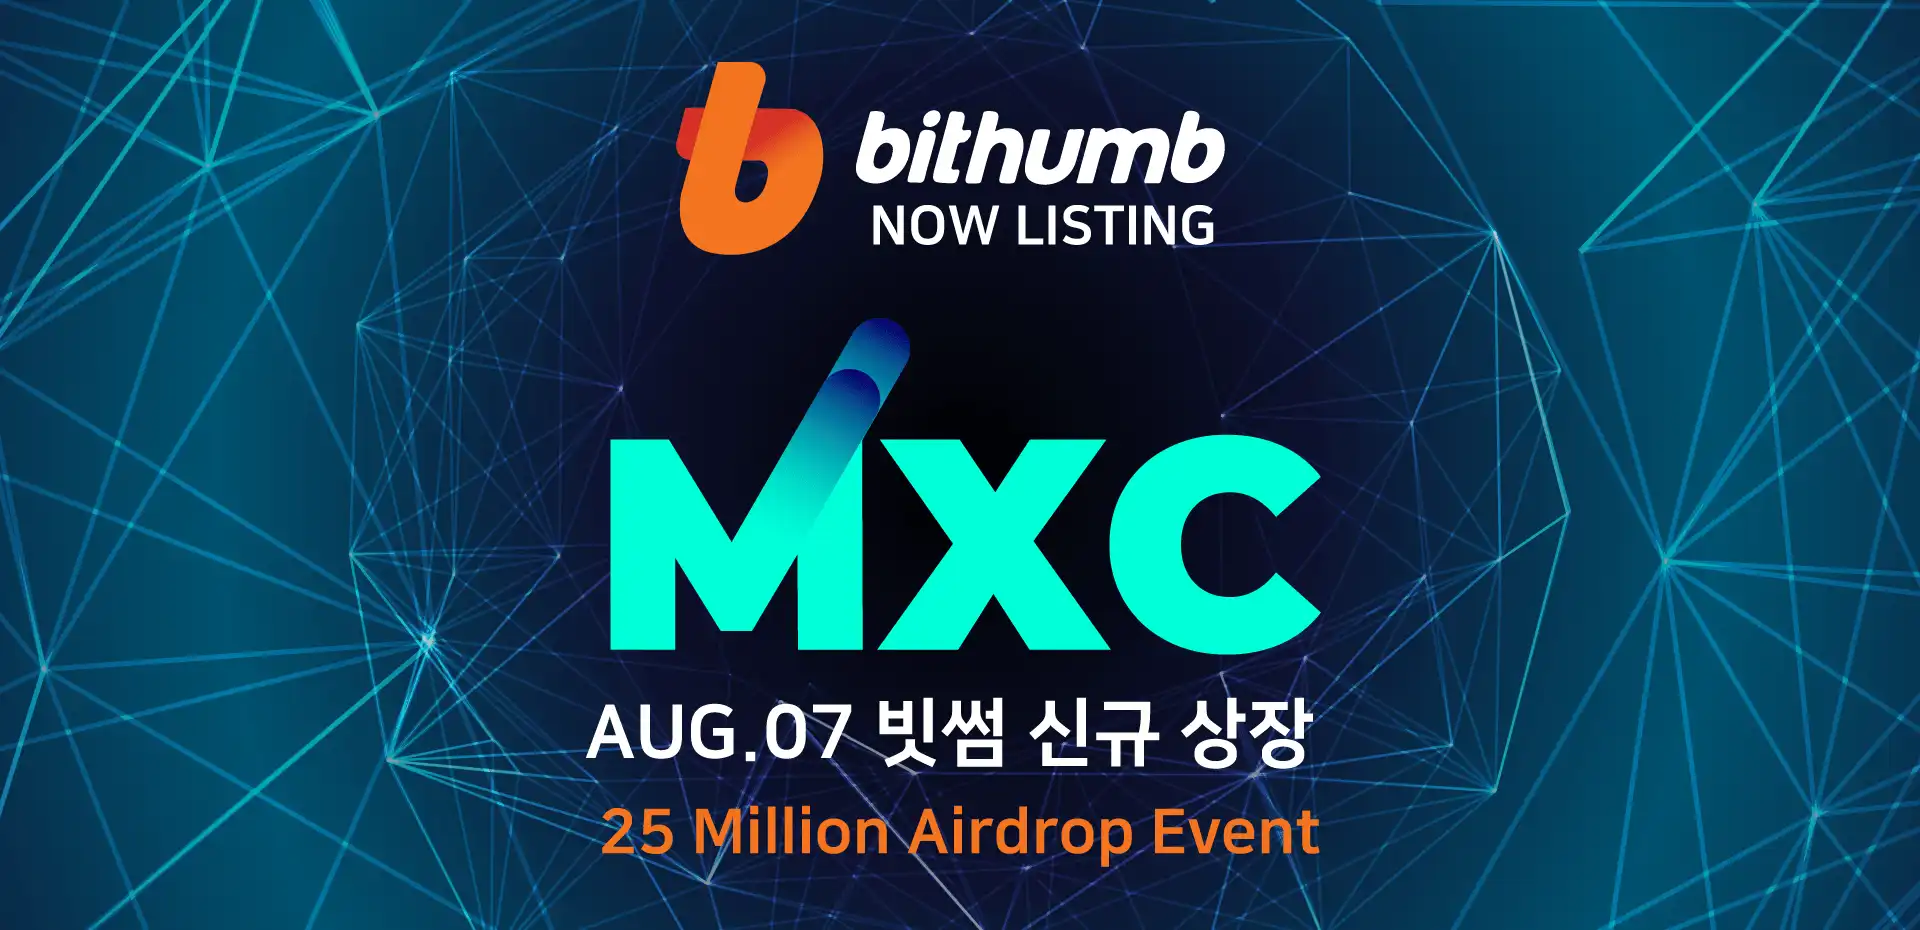 bithumb
NOW LISTING
MXC
AUG.07 빗썸 신규 상장
25 Million Airdrop Event